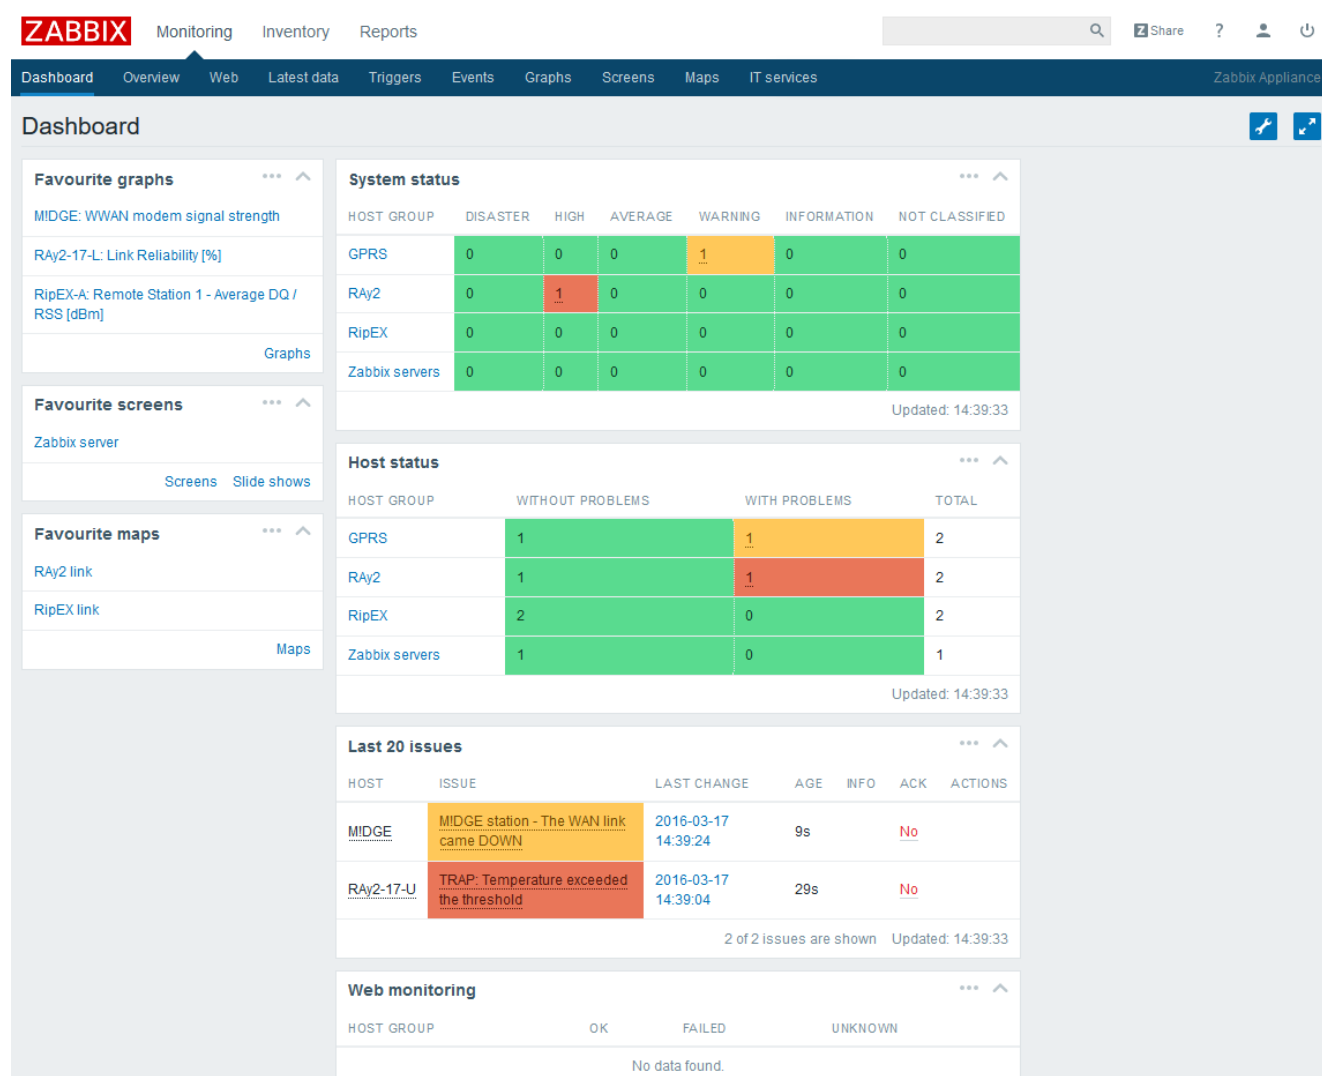 ZABBIX Monitoring Inventory Reports Z Share ?
Dashboard Overview Web Latest data Triggers Events Graphs Screens Maps IT services Zabbix Appliance
Dashboard
Favourite graphs
M!DGE: WWAN modem signal strength
RAy2-17-L: Link Reliability [%]
RipEX-A: Remote Station 1 - Average DQ /
RSS [dBm]
Graphs
Favourite screens
Zabbix server
Screens Slide shows
Favourite maps
RAy2 link
RipEX link
Maps
System status
HOST GROUP DISASTER HIGH AVERAGE WARNING INFORMATION NOT CLASSIFIED
GPRS 0 0 0 1 0 0
RAy2 0 1 0 0 0 0
RipEX 0 0 0 0 0 0
Zabbix servers 0 0 0 0 0 0
Updated: 14:39:33
Host status
HOST GROUP WITHOUT PROBLEMS WITH PROBLEMS TOTAL
GPRS 1 1 2
RAy2 1 1 2
RipEX 2 0 2
Zabbix servers 1 0 1
Updated: 14:39:33
Last 20 issues
HOST ISSUE LAST CHANGE AGE INFO ACK ACTIONS
M!DGE M!DGE station - The WAN link came DOWN 2016-03-17 14:39:24 9s No
RAy2-17-U TRAP: Temperature exceeded the threshold 2016-03-17 14:39:04 29s No
2 of 2 issues are shown Updated: 14:39:33
Web monitoring
HOST GROUP OK FAILED UNKNOWN
No data found.